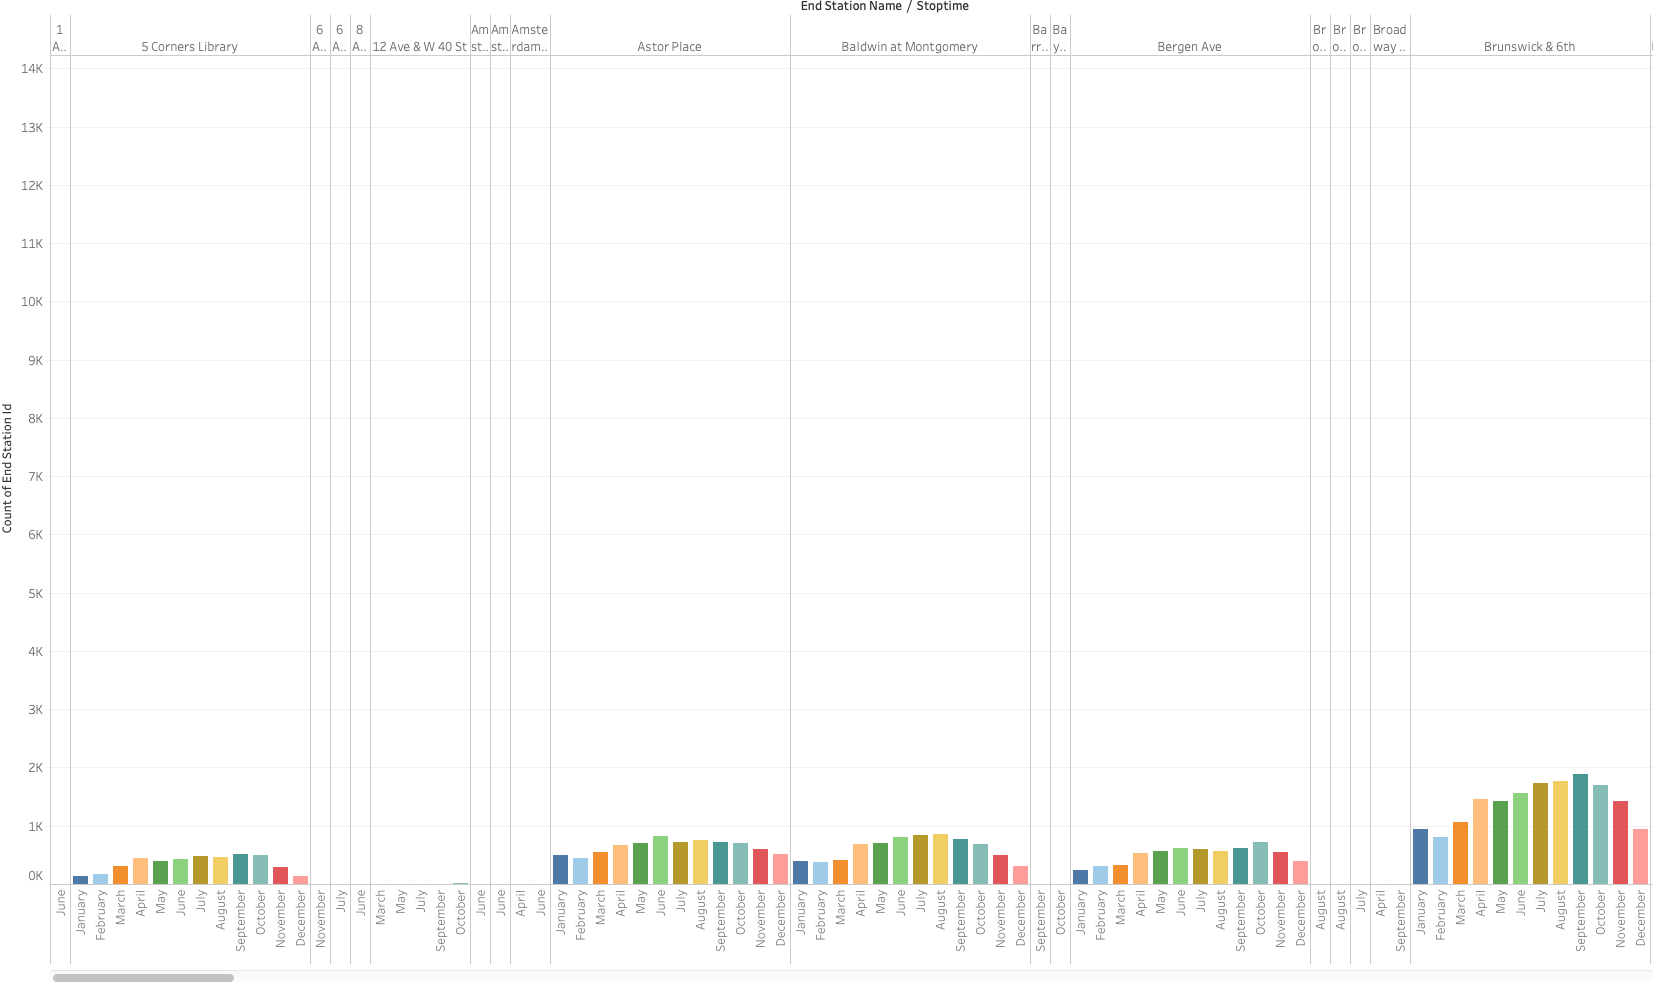 End Station Name / Stoptime
1 A..
5 Corners Library
6 A..
6 A..
8 A..
12 Ave & W 40 St
Am st..
Am st..
Amste rdam..
Astor Place
Baldwin at Montgomery
Ba rr..
Ba y..
Bergen Ave
Br o..
Br o..
Br o..
Broad way ..
Brunswick & 6th
Count of End Station Id
14K
13K
12K
11K
10K
9K
8K
7K
6K
5K
4K
3K
2K
1K
0K
June
January
February
March
April
May
June
July
August
September
October
November
December
November
July
June
March
May
July
September
October
June
June
April
June
January
February
March
April
May
June
July
August
September
October
November
December
January
February
March
April
May
June
July
August
September
October
November
December
September
October
January
February
March
April
May
June
July
August
September
October
November
December
August
August
July
April
September
January
February
March
April
May
June
July
August
September
October
November
December